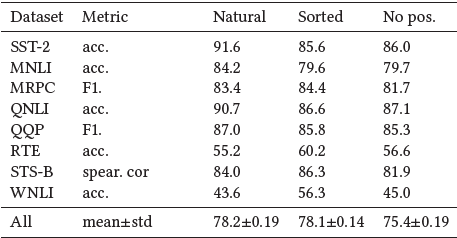 Dataset Metric Natural Sorted No pos.
SST-2 acc. 91.6 85.6 86.0
MNLI acc. 84.2 79.6 79.7
MRPC F1. 83.4 84.4 81.7
QNLI acc. 90.7 86.6 87.1
QQP F1. 87.0 85.8 85.3
RTE acc. 55.2 60.2 56.6
STS-B spear. cor 84.0 86.3 81.9
WNLI acc. 43.6 56.3 45.0
All mean±std 78.2±0.19 78.1±0.14 75.4±0.19